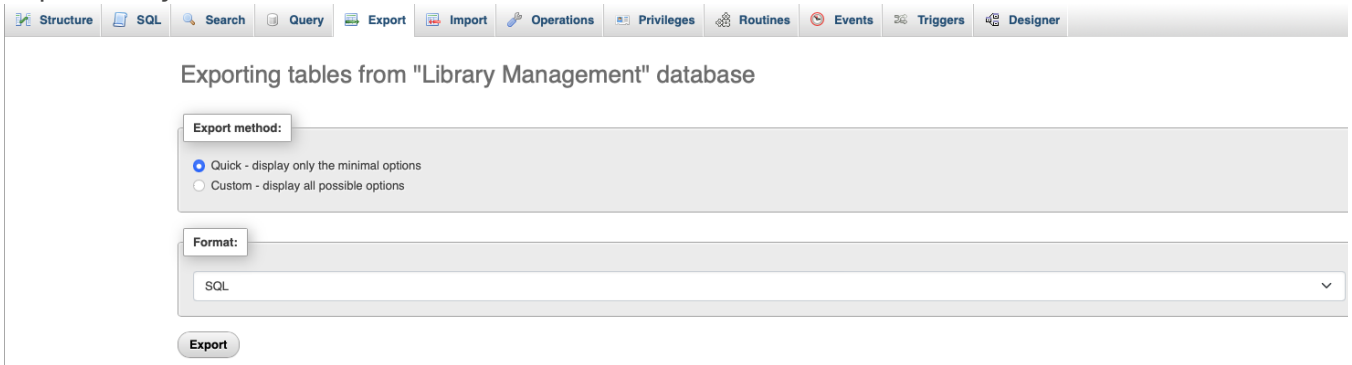 Structure SQL Search Query Export Import Operations Privileges Routines Events Triggers Designer
Exporting tables from "Library Management" database
Export method:
Quick - display only the minimal options
Custom - display all possible options
Format:
SQL
Export